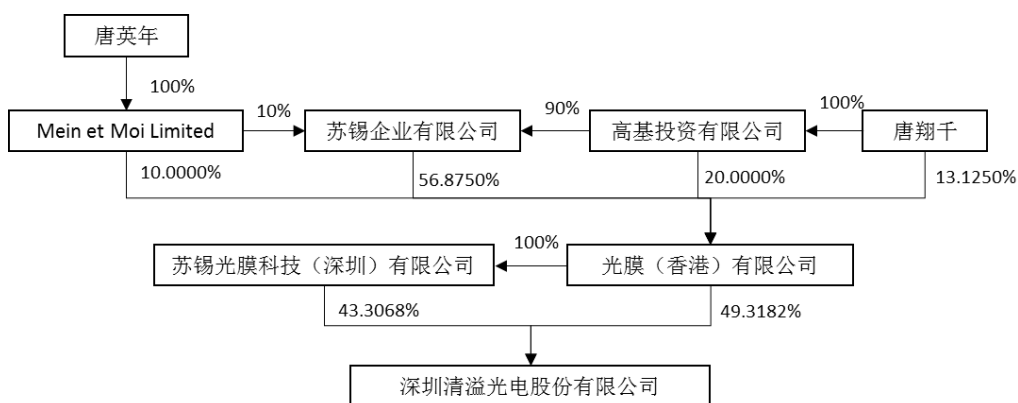 唐英年
100%
10%
90%
100%
Mein et Moi Limited
苏锡企业有限公司
高基投资有限公司
唐翔千
10.0000%
56.8750%
20.0000%
13.1250%
100%
苏锡光膜科技（深圳）有限公司
光膜（香港）有限公司
43.3068%
49.3182%
深圳清溢光电股份有限公司